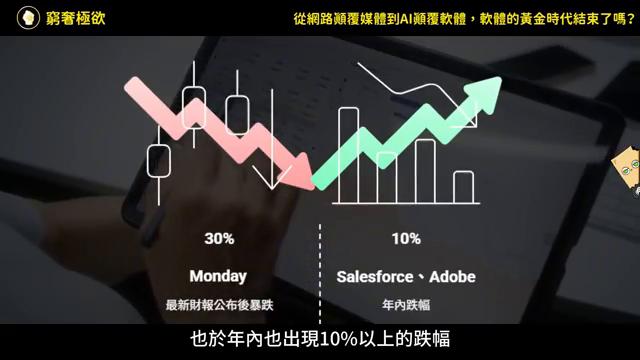 窮奢極欲
從網路顛覆媒體到AI顛覆軟體，軟體的黃金時代結束了嗎?
30%
Monday
最新財報公布後暴跌
10%
Salesforce、Adobe
年內跌幅
也於年內也出現10%以上的跌幅